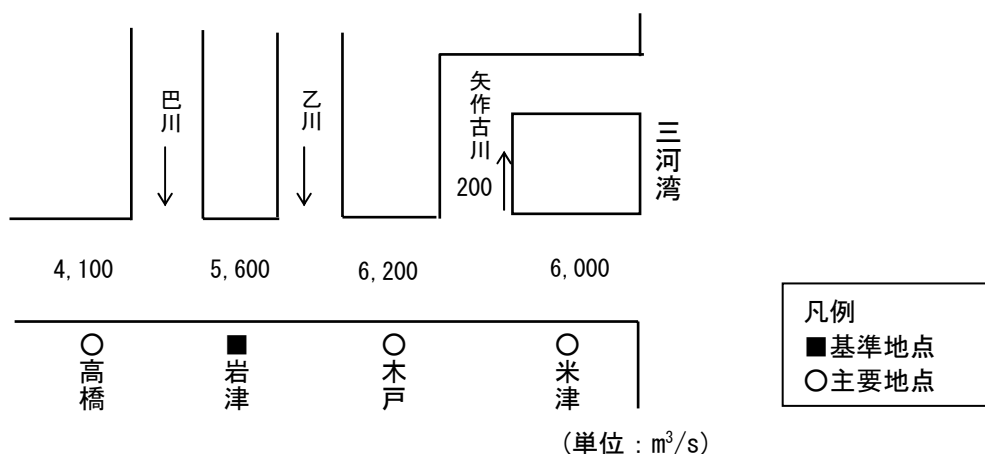 巴川
乙川
矢作古川
200
三河湾
4,100
5,600
6,200
6,000
高橋
岩津
木戸
米津
凡例
■基準地点
○主要地点
(単位：m³/s)